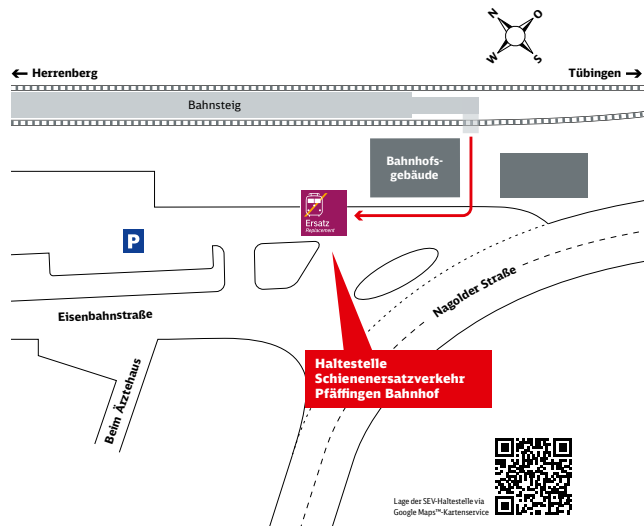 N
O
W
S
← Herrenberg
Tübingen →
Bahnsteig
Bahnhofs-
gebäude
Ersatz
Replacement
P
Nagolder Straße
Eisenbahnstraße
Beim Ärztehaus
Haltestelle
Schienenersatzverkehr
Pfäffingen Bahnhof
Lage der SEV-Haltestelle via
Google Maps™-Kartenservice